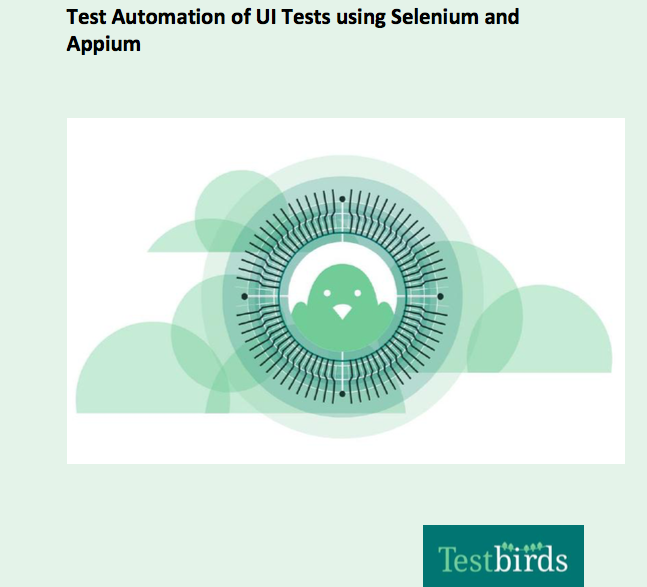 Test Automation of UI Tests using Selenium and
Appium
Testbirds